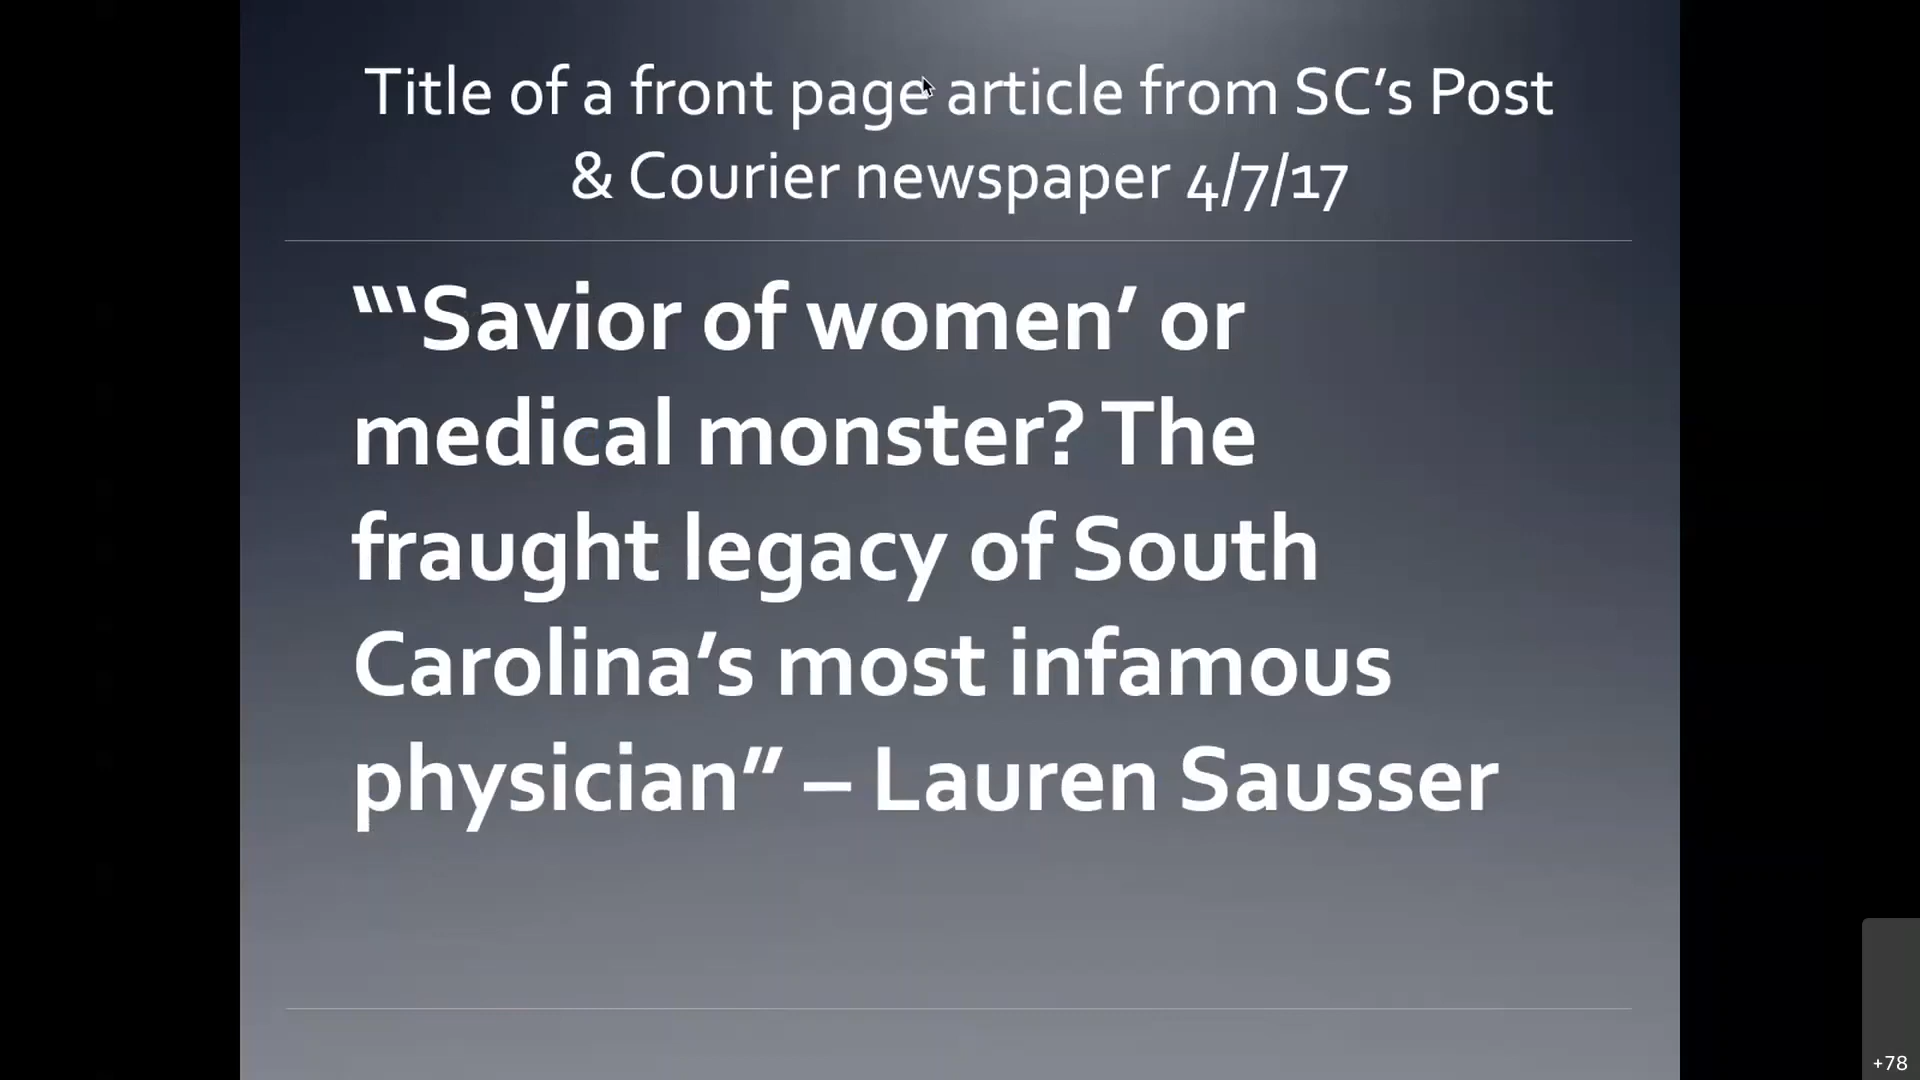 Title of a front page article from SC’s Post
& Courier newspaper 4/7/17
“‘Savior of women’ or
medical monster? The
fraught legacy of South
Carolina’s most infamous
physician” – Lauren Sausser
+78